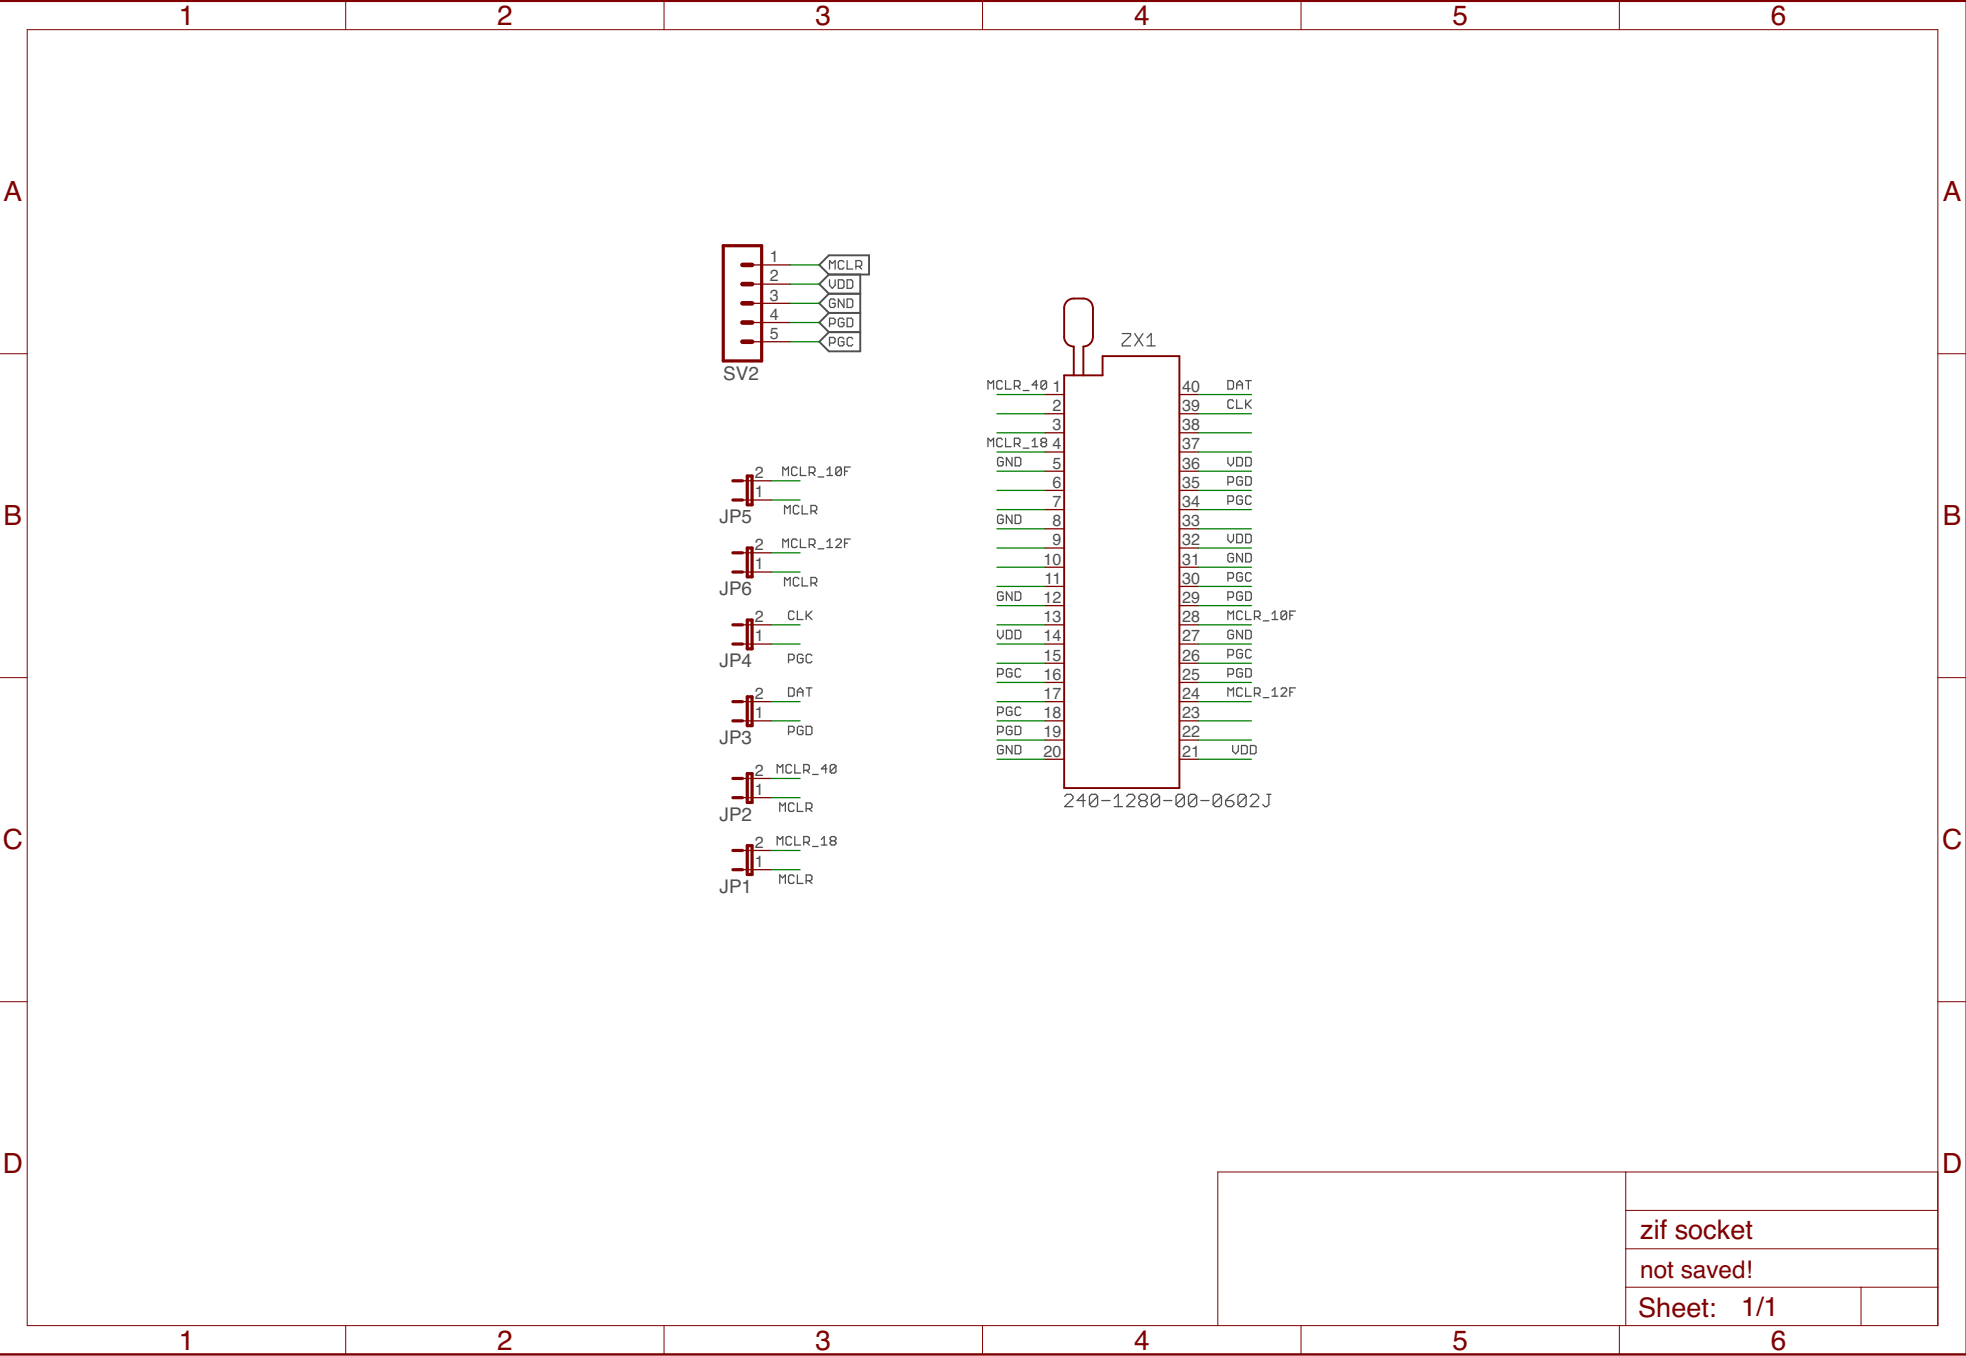 1 2 3 4 5 6
A A
1 MCLR
2 VDD
3 GND
4 PGD
5 PGC
SV2
ZX1
MCLR_40 1 40 DAT
2 39 CLK
3 38
MCLR_18 4 37
GND 5 36 VDD
6 35 PGD
7 34 PGC
GND 8 33
9 32 VDD
10 31 GND
11 30 PGC
GND 12 29 PGD
13 28 MCLR_10F
VDD 14 27 GND
15 26 PGC
PGC 16 25 PGD
17 24 MCLR_12F
PGC 18 23
PGD 19 22
GND 20 21 VDD
240-1280-00-0602J
2 MCLR_10F
1 MCLR
JP5
B B
2 MCLR_12F
1 MCLR
JP6
2 CLK
1 PGC
JP4
2 DAT
1 PGD
JP3
2 MCLR_40
1 MCLR
JP2
C C
2 MCLR_18
1 MCLR
JP1
D D
zif socket
not saved!
Sheet: 1/1
1 2 3 4 5 6